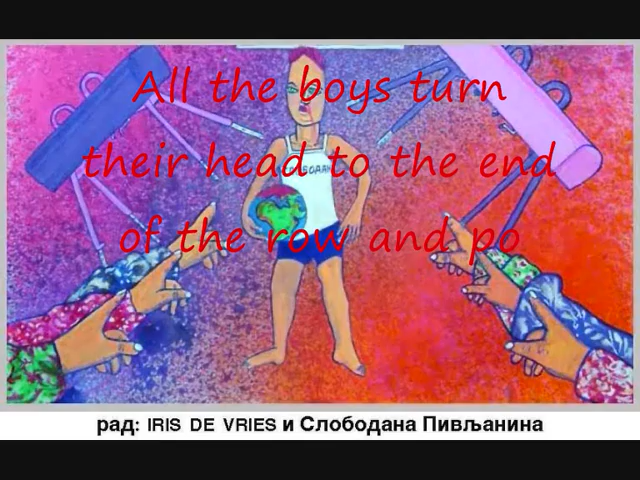 All the boys turn
their head to the end
of the row and po
рад: IRIS DE VRIES и Слободана Пивљанина